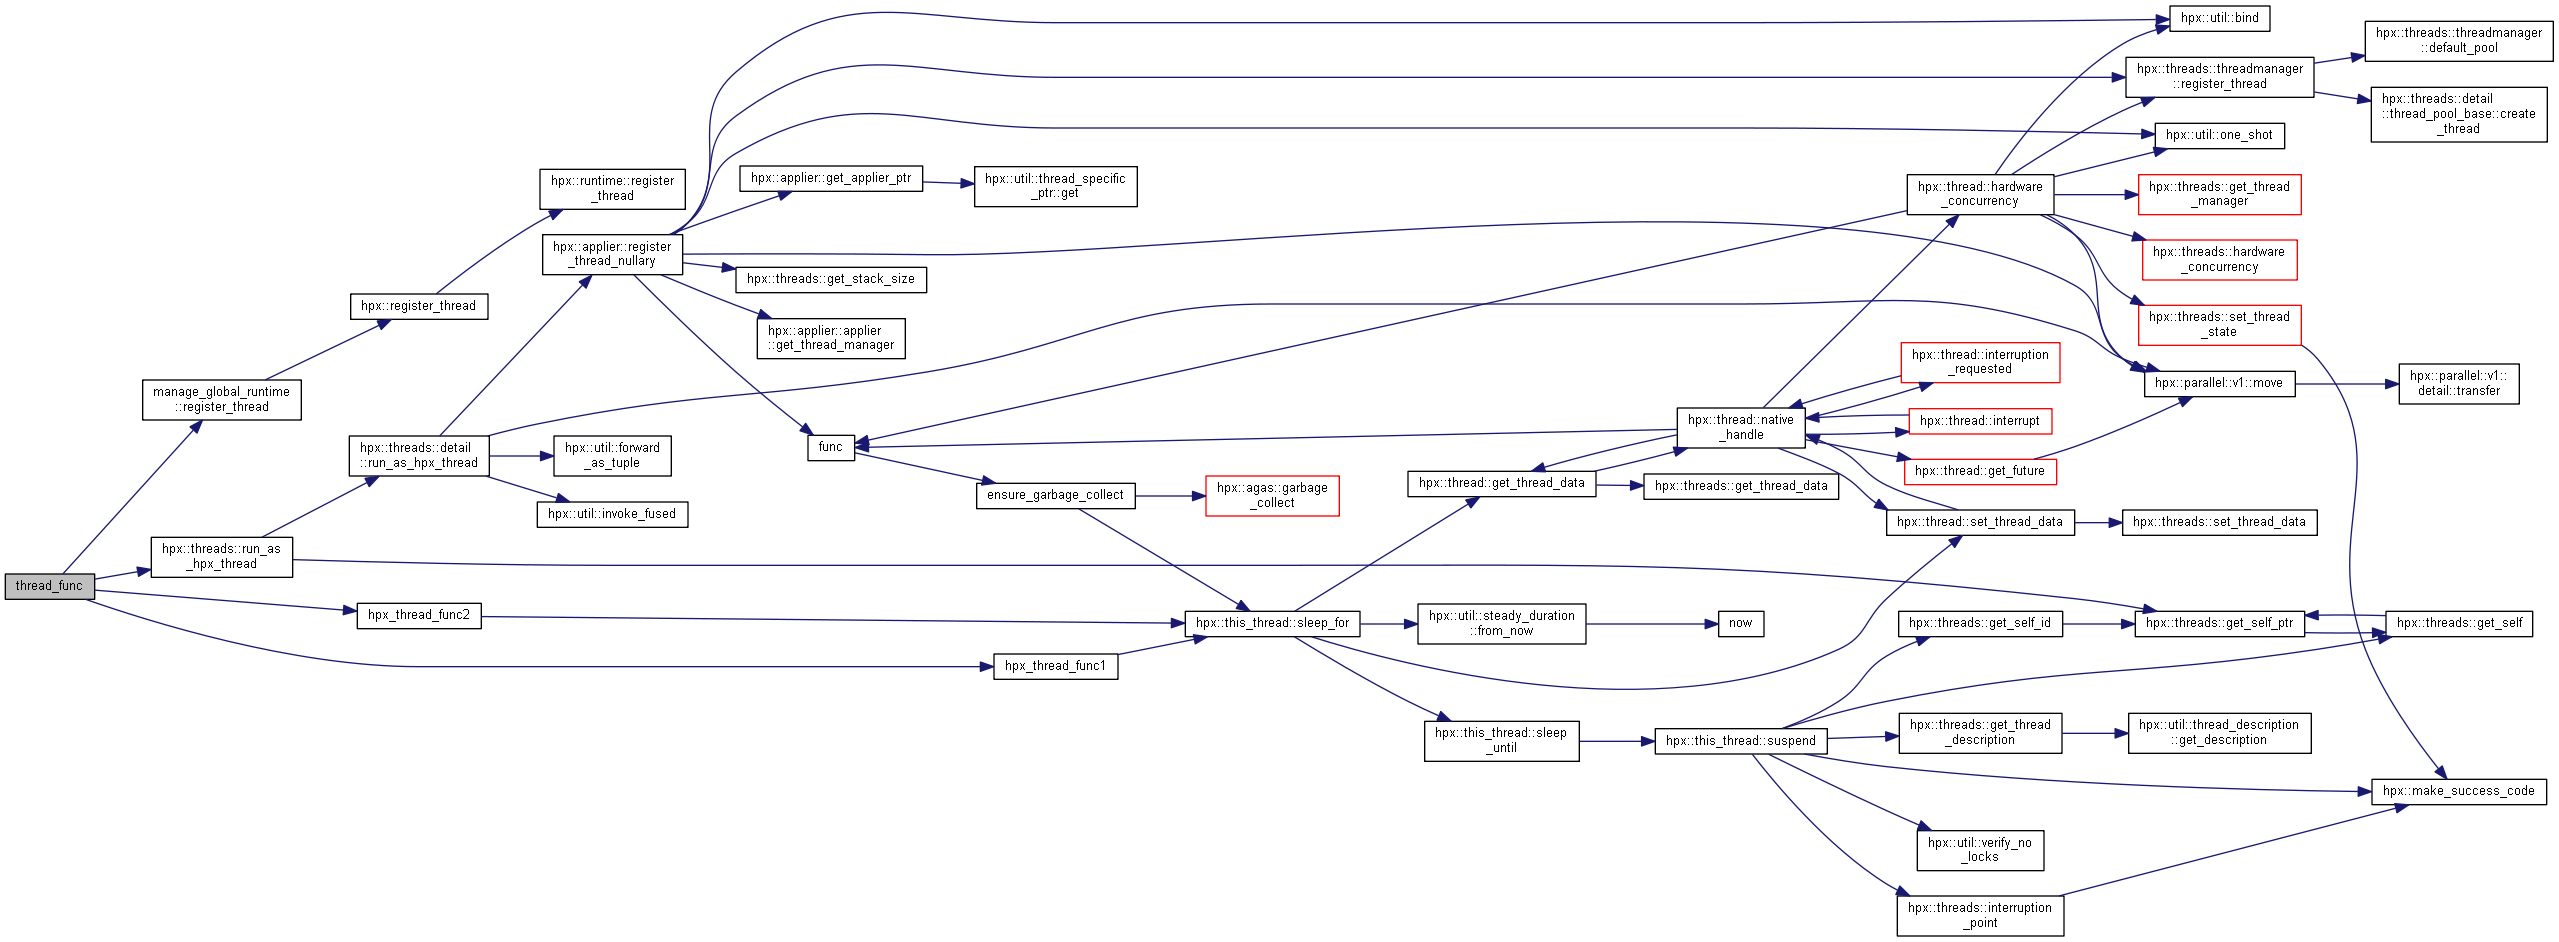 thread_func
manage_global_runtime
::register_thread
hpx::threads::run_as
_hpx_thread
hpx::register_thread
hpx::threads::detail
::run_as_hpx_thread
hpx_thread_func2
hpx::runtime::register
_thread
hpx::applier::register
_thread_nullary
hpx::util::forward
_as_tuple
hpx::util::invoke_fused
hpx::applier::get_applier_ptr
hpx::threads::get_stack_size
hpx::applier::applier
::get_thread_manager
func
hpx::util::thread_specific
_ptr::get
ensure_garbage_collect
hpx_thread_func1
hpx::agas::garbage
_collect
hpx::this_thread::sleep_for
hpx::thread::get_thread_data
hpx::util::steady_duration
::from_now
hpx::this_thread::sleep
_until
hpx::thread::native
_handle
hpx::threads::get_thread_data
now
hpx::this_thread::suspend
hpx::thread::hardware
_concurrency
hpx::thread::interruption
_requested
hpx::thread::interrupt
hpx::thread::get_future
hpx::thread::set_thread_data
hpx::threads::get_self_id
hpx::threads::get_thread
_description
hpx::util::verify_no
_locks
hpx::threads::interruption
_point
hpx::util::bind
hpx::threads::threadmanager
::register_thread
hpx::util::one_shot
hpx::threads::get_thread
_manager
hpx::threads::hardware
_concurrency
hpx::threads::set_thread
_state
hpx::parallel::v1::move
hpx::threads::set_thread_data
hpx::threads::get_self_ptr
hpx::util::thread_description
::get_description
hpx::threads::threadmanager
::default_pool
hpx::threads::detail
::thread_pool_base::create
_thread
hpx::parallel::v1::
detail::transfer
hpx::threads::get_self
hpx::make_success_code